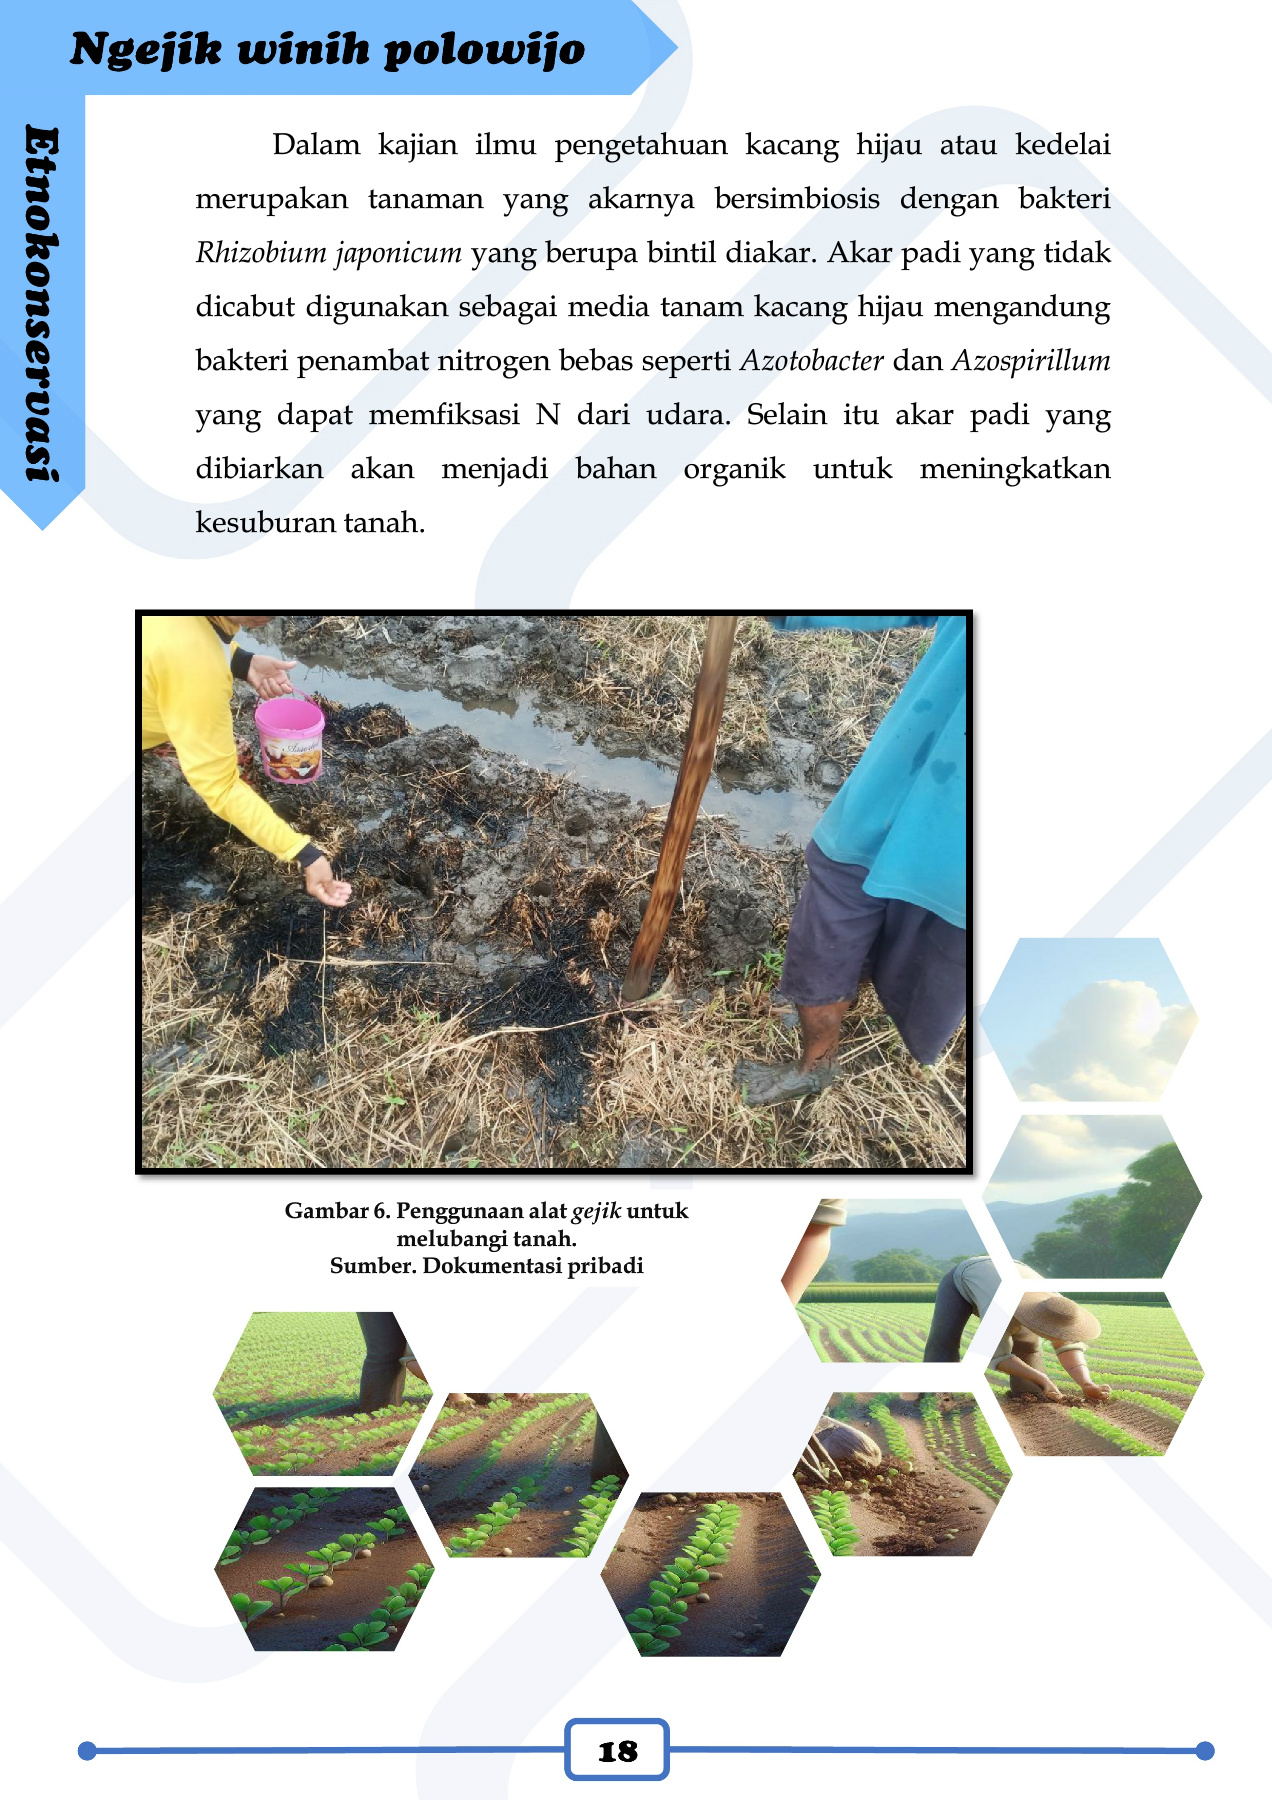 Ngejik winih polowijo
Etnokonservasi
Dalam kajian ilmu pengetahuan kacang hijau atau kedelai
merupakan tanaman yang akarnya bersimbiosis dengan bakteri
Rhizobium japonicum yang berupa bintil diakar. Akar padi yang tidak
dicabut digunakan sebagai media tanam kacang hijau mengandung
bakteri penambat nitrogen bebas seperti Azotobacter dan Azospirillum
yang dapat memfiksasi N dari udara. Selain itu akar padi yang
dibiarkan akan menjadi bahan organik untuk meningkatkan
kesuburan tanah.
Assorted
Gambar 6. Penggunaan alat gejik untuk
melubangi tanah.
Sumber. Dokumentasi pribadi
18